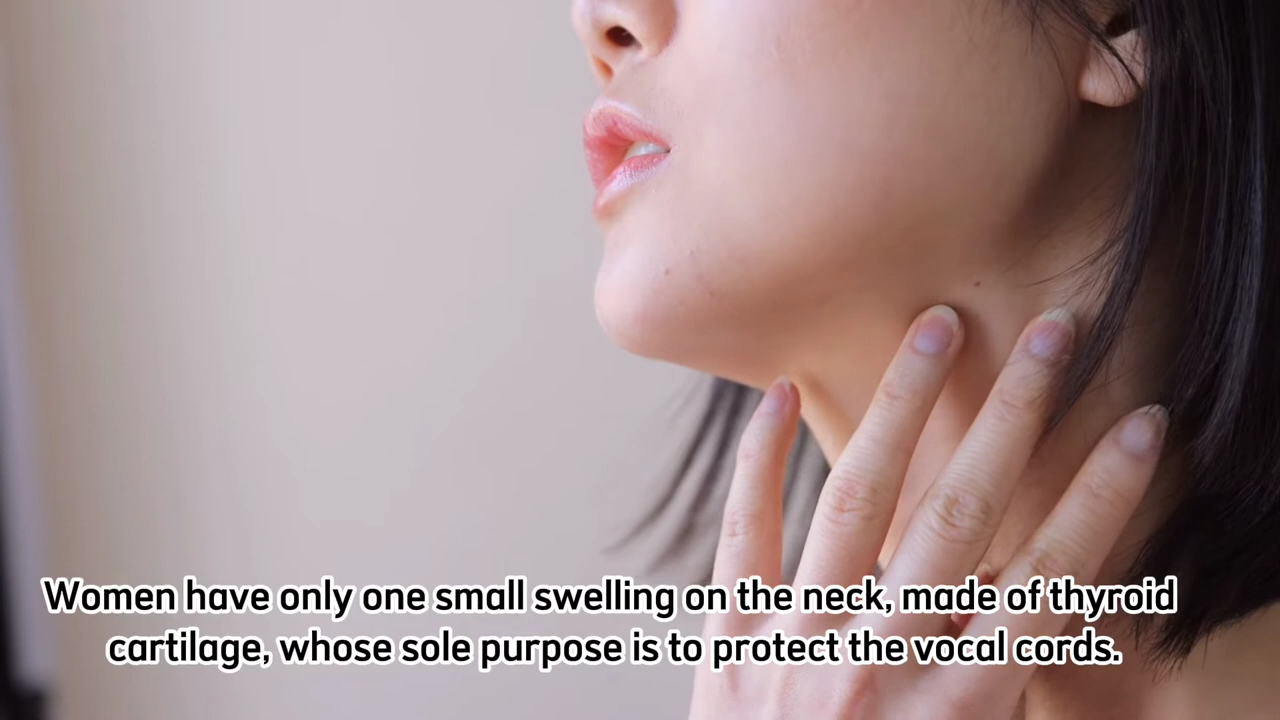 Women have only one small swelling on the neck, made of thyroid
cartilage, whose sole purpose is to protect the vocal cords.